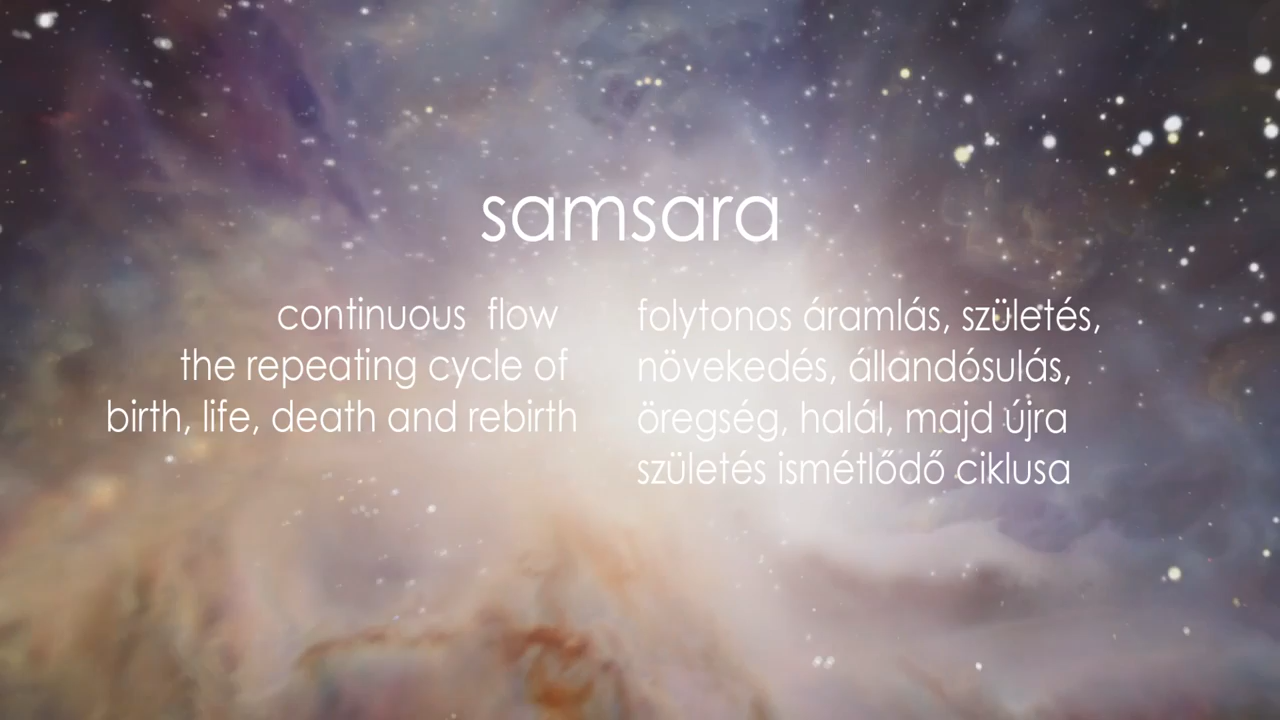 samsara
continuous flow
the repeating cycle of
birth, life, death and rebirth
folytonos áramlás, születés,
növekedés, állandósulás,
öregség, halál, majd újra
születés ismétlődő ciklusa